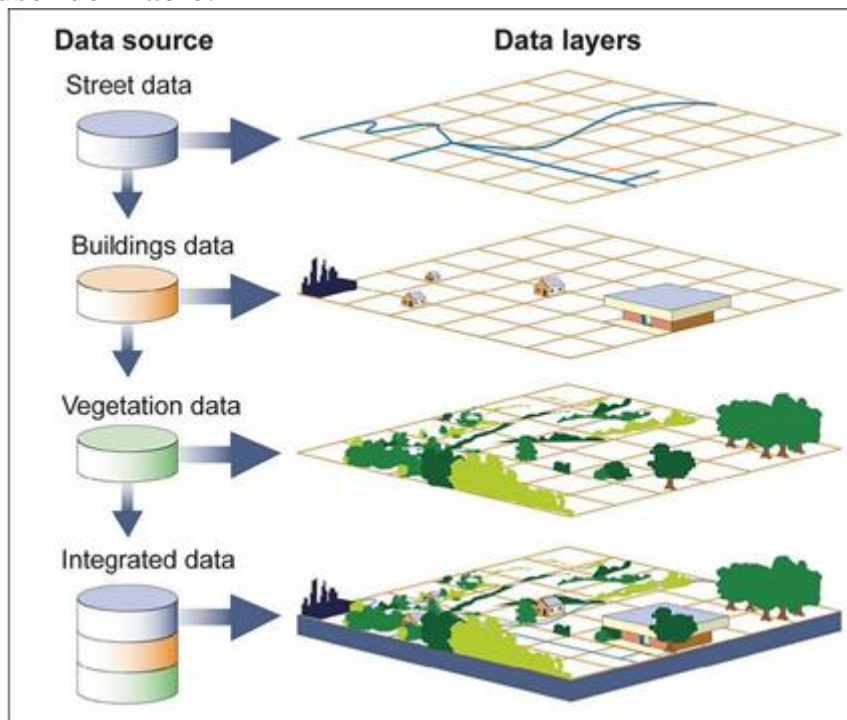 Data source
Data layers
Street data
Buildings data
Vegetation data
Integrated data